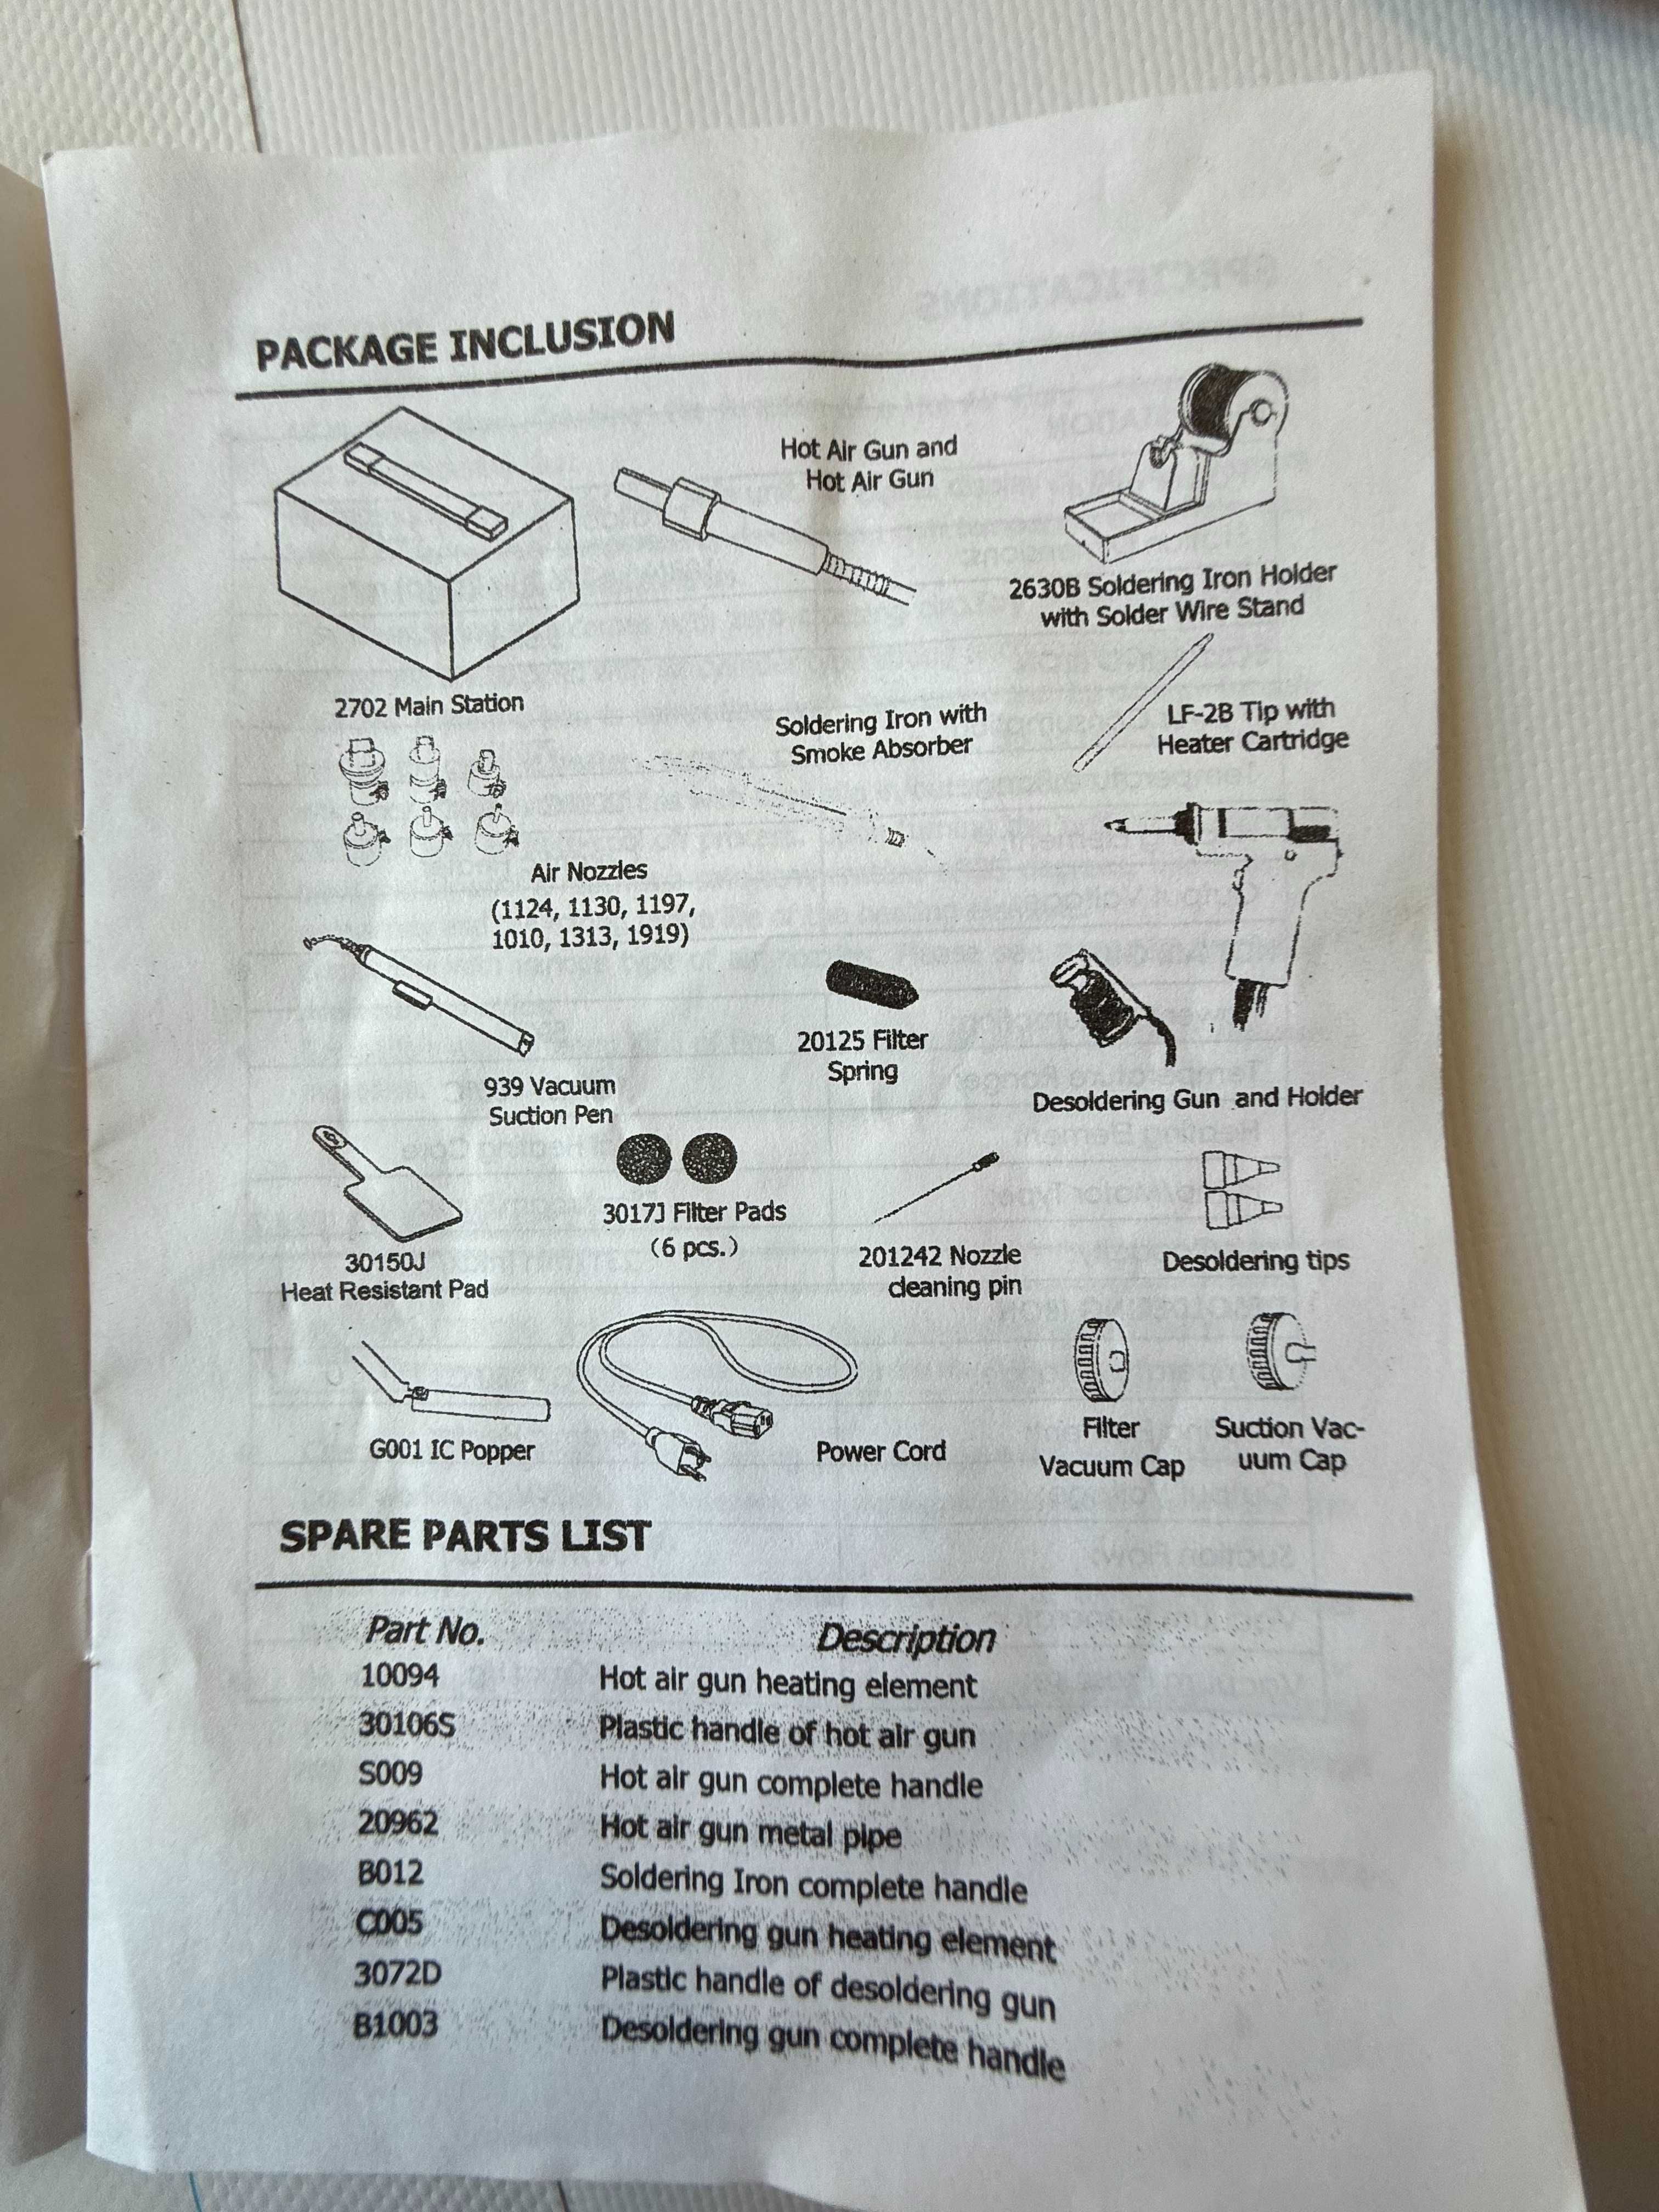 PACKAGE INCLUSION
Hot Air Gun and
Hot Air Gun
2630B Soldering Iron Holder
with Solder Wire Stand
2702 Main Station
Soldering Iron with
Smoke Absorber
LF-2B Tip with
Heater Cartridge
Air Nozzles
(1124, 1130, 1197,
1010, 1313, 1919)
939 Vacuum
Suction Pen
20125 Filter
Spring
Desoldering Gun and Holder
30150J
Heat Resistant Pad
3017J Filter Pads
(6 pcs.)
201242 Nozzle
cleaning pin
Desoldering tips
G001 IC Popper
Power Cord
Filter
Vacuum Cap
Suction Vac-
uum Cap
SPARE PARTS LIST
Part No. Description
10094 Hot air gun heating element
30106S Plastic handle of hot air gun
S009 Hot air gun complete handle
20962 Hot air gun metal pipe
B012 Soldering Iron complete handle
C005 Desoldering gun heating element
3072D Plastic handle of desoldering gun
B1003 Desoldering gun complete handle